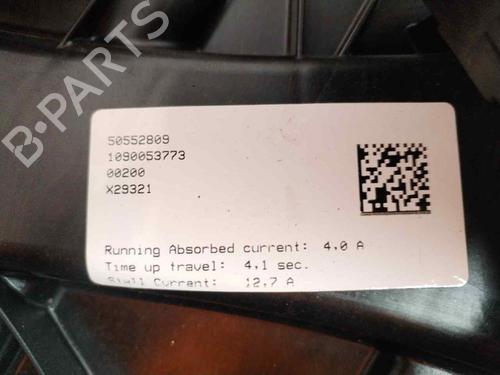 B-PARTS
50552809
1090053773
00200
X29321
Running Absorbed current: 4.0 A
Time up travel: 4.1 sec.
Stall Current: 12.7 A